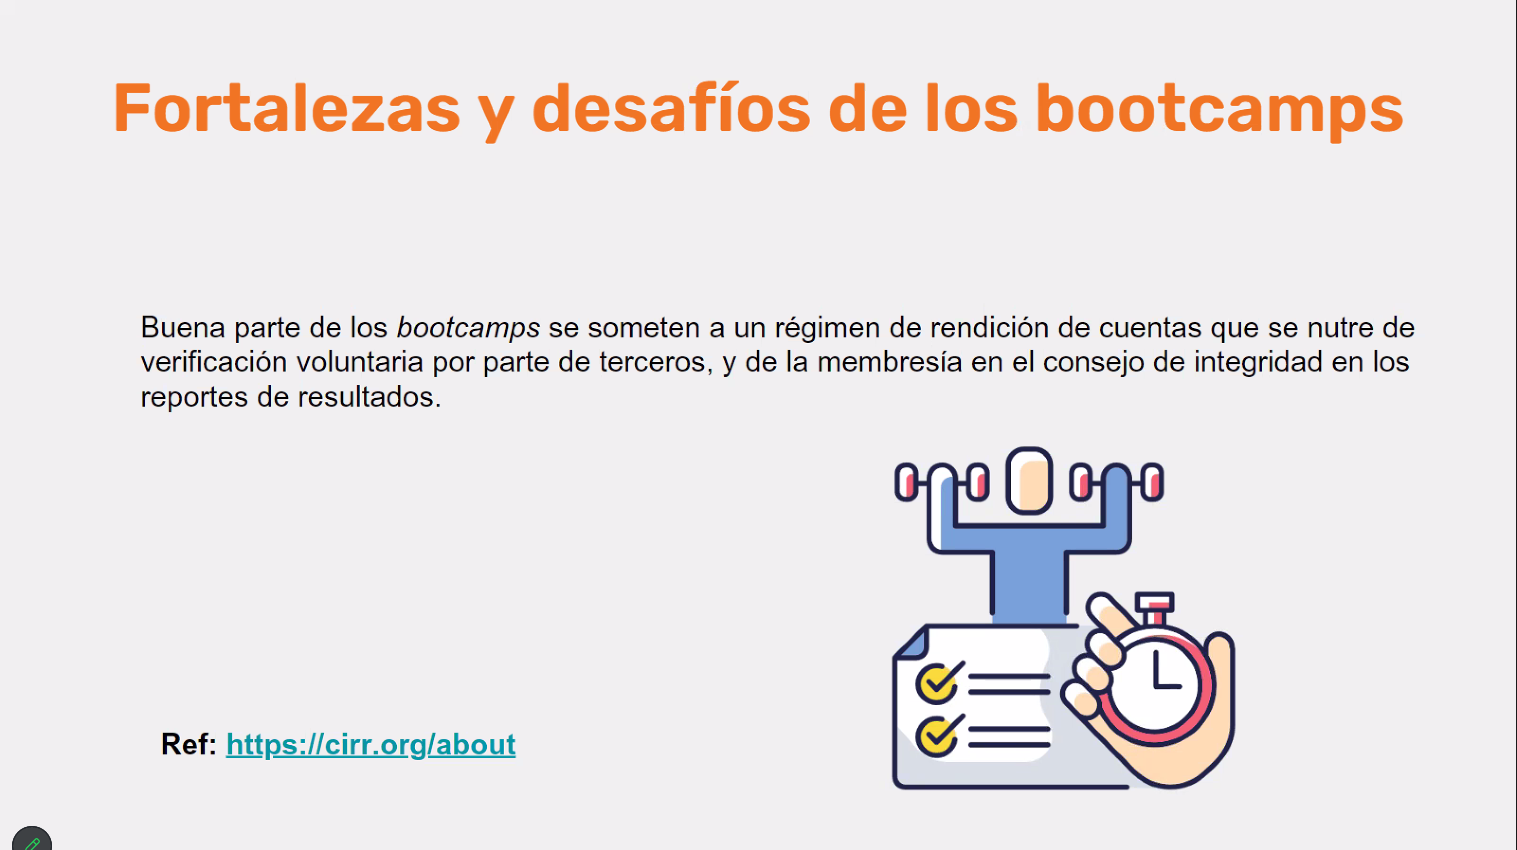 Fortalezas y desafíos de los bootcamps
Buena parte de los bootcamps se someten a un régimen de rendición de cuentas que se nutre de
verificación voluntaria por parte de terceros, y de la membresía en el consejo de integridad en los
reportes de resultados.
Ref: https://cirr.org/about